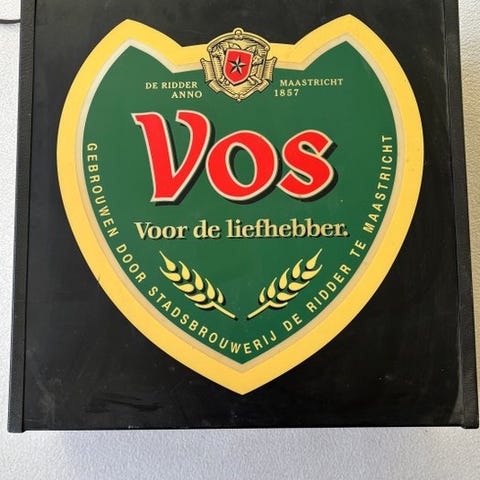 DE RIDDER MAASTRICHT
ANNO 1857
Vos
Voor de liefhebber.
GEBROUWEN DOOR STADSBROUWERIJ DE RIDDER TE MAASTRICHT